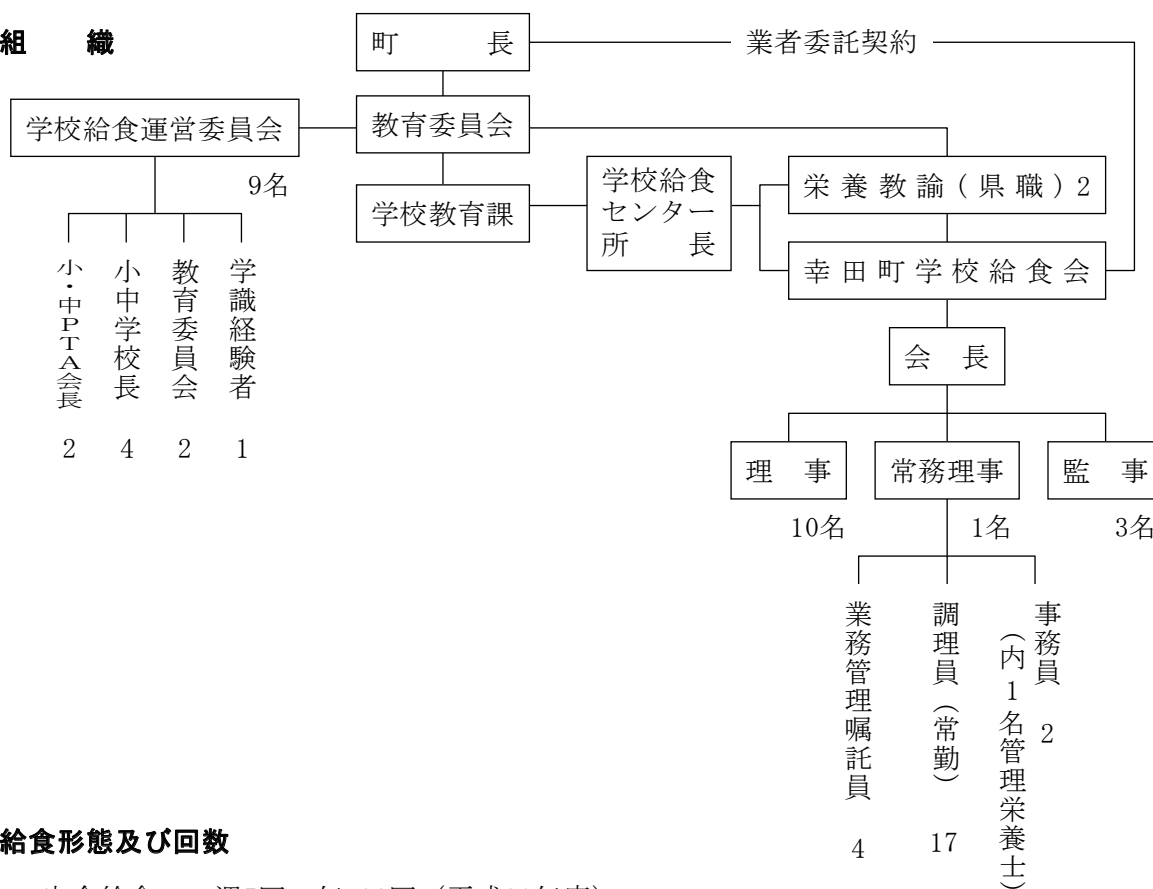 組　織
町　長
業者委託契約
学校給食運営委員会
教育委員会
9名
学校教育課
学校給食
センター
所　長
栄養教諭(県職)2
幸田町学校給食会
小・中PTA会長　2
小中学校長　4
教育委員会　2
学識経験者　1
会　長
理　事
常務理事
監　事
10名
1名
3名
業務管理嘱託員　4
調理員(常勤)　17
事務員　2
(内1名管理栄養士)
給食形態及び回数